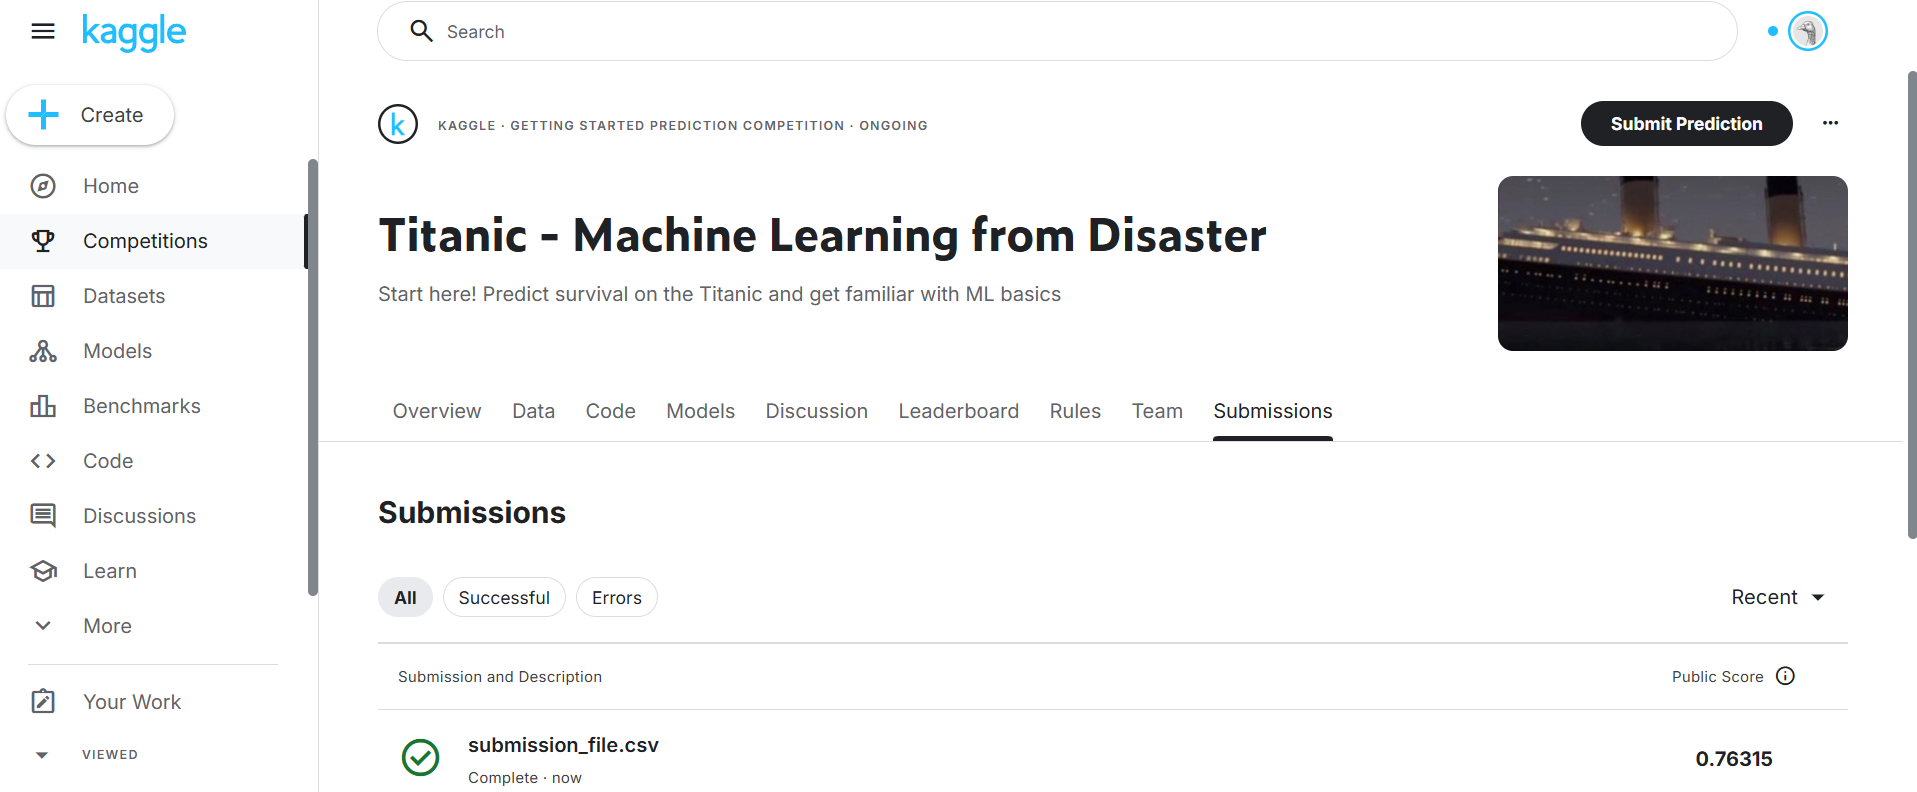 kaggle
Search
Create
Home
Competitions
Datasets
Models
Benchmarks
Code
Discussions
Learn
More
Your Work
VIEWED
k
KAGGLE · GETTING STARTED PREDICTION COMPETITION · ONGOING
Submit Prediction
Titanic - Machine Learning from Disaster
Start here! Predict survival on the Titanic and get familiar with ML basics
Overview Data Code Models Discussion Leaderboard Rules Team Submissions
Submissions
All Successful Errors Recent
Submission and Description Public Score
submission_file.csv
Complete · now
0.76315